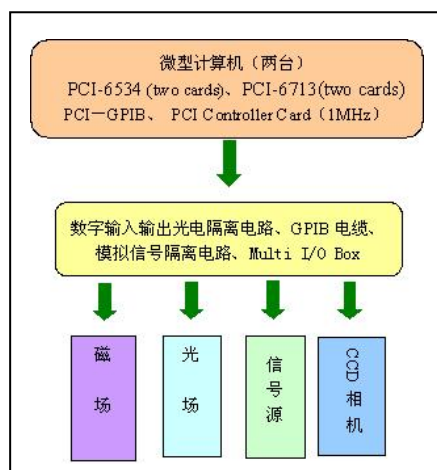 微型计算机（两台）
PCI-6534 (two cards)、PCI-6713(two cards)
PCI—GPIB、 PCI Controller Card（1MHz）
数字输入输出光电隔离电路、GPIB 电缆、
模拟信号隔离电路、Multi I/O Box
磁场
光场
信号源
CCD 相机